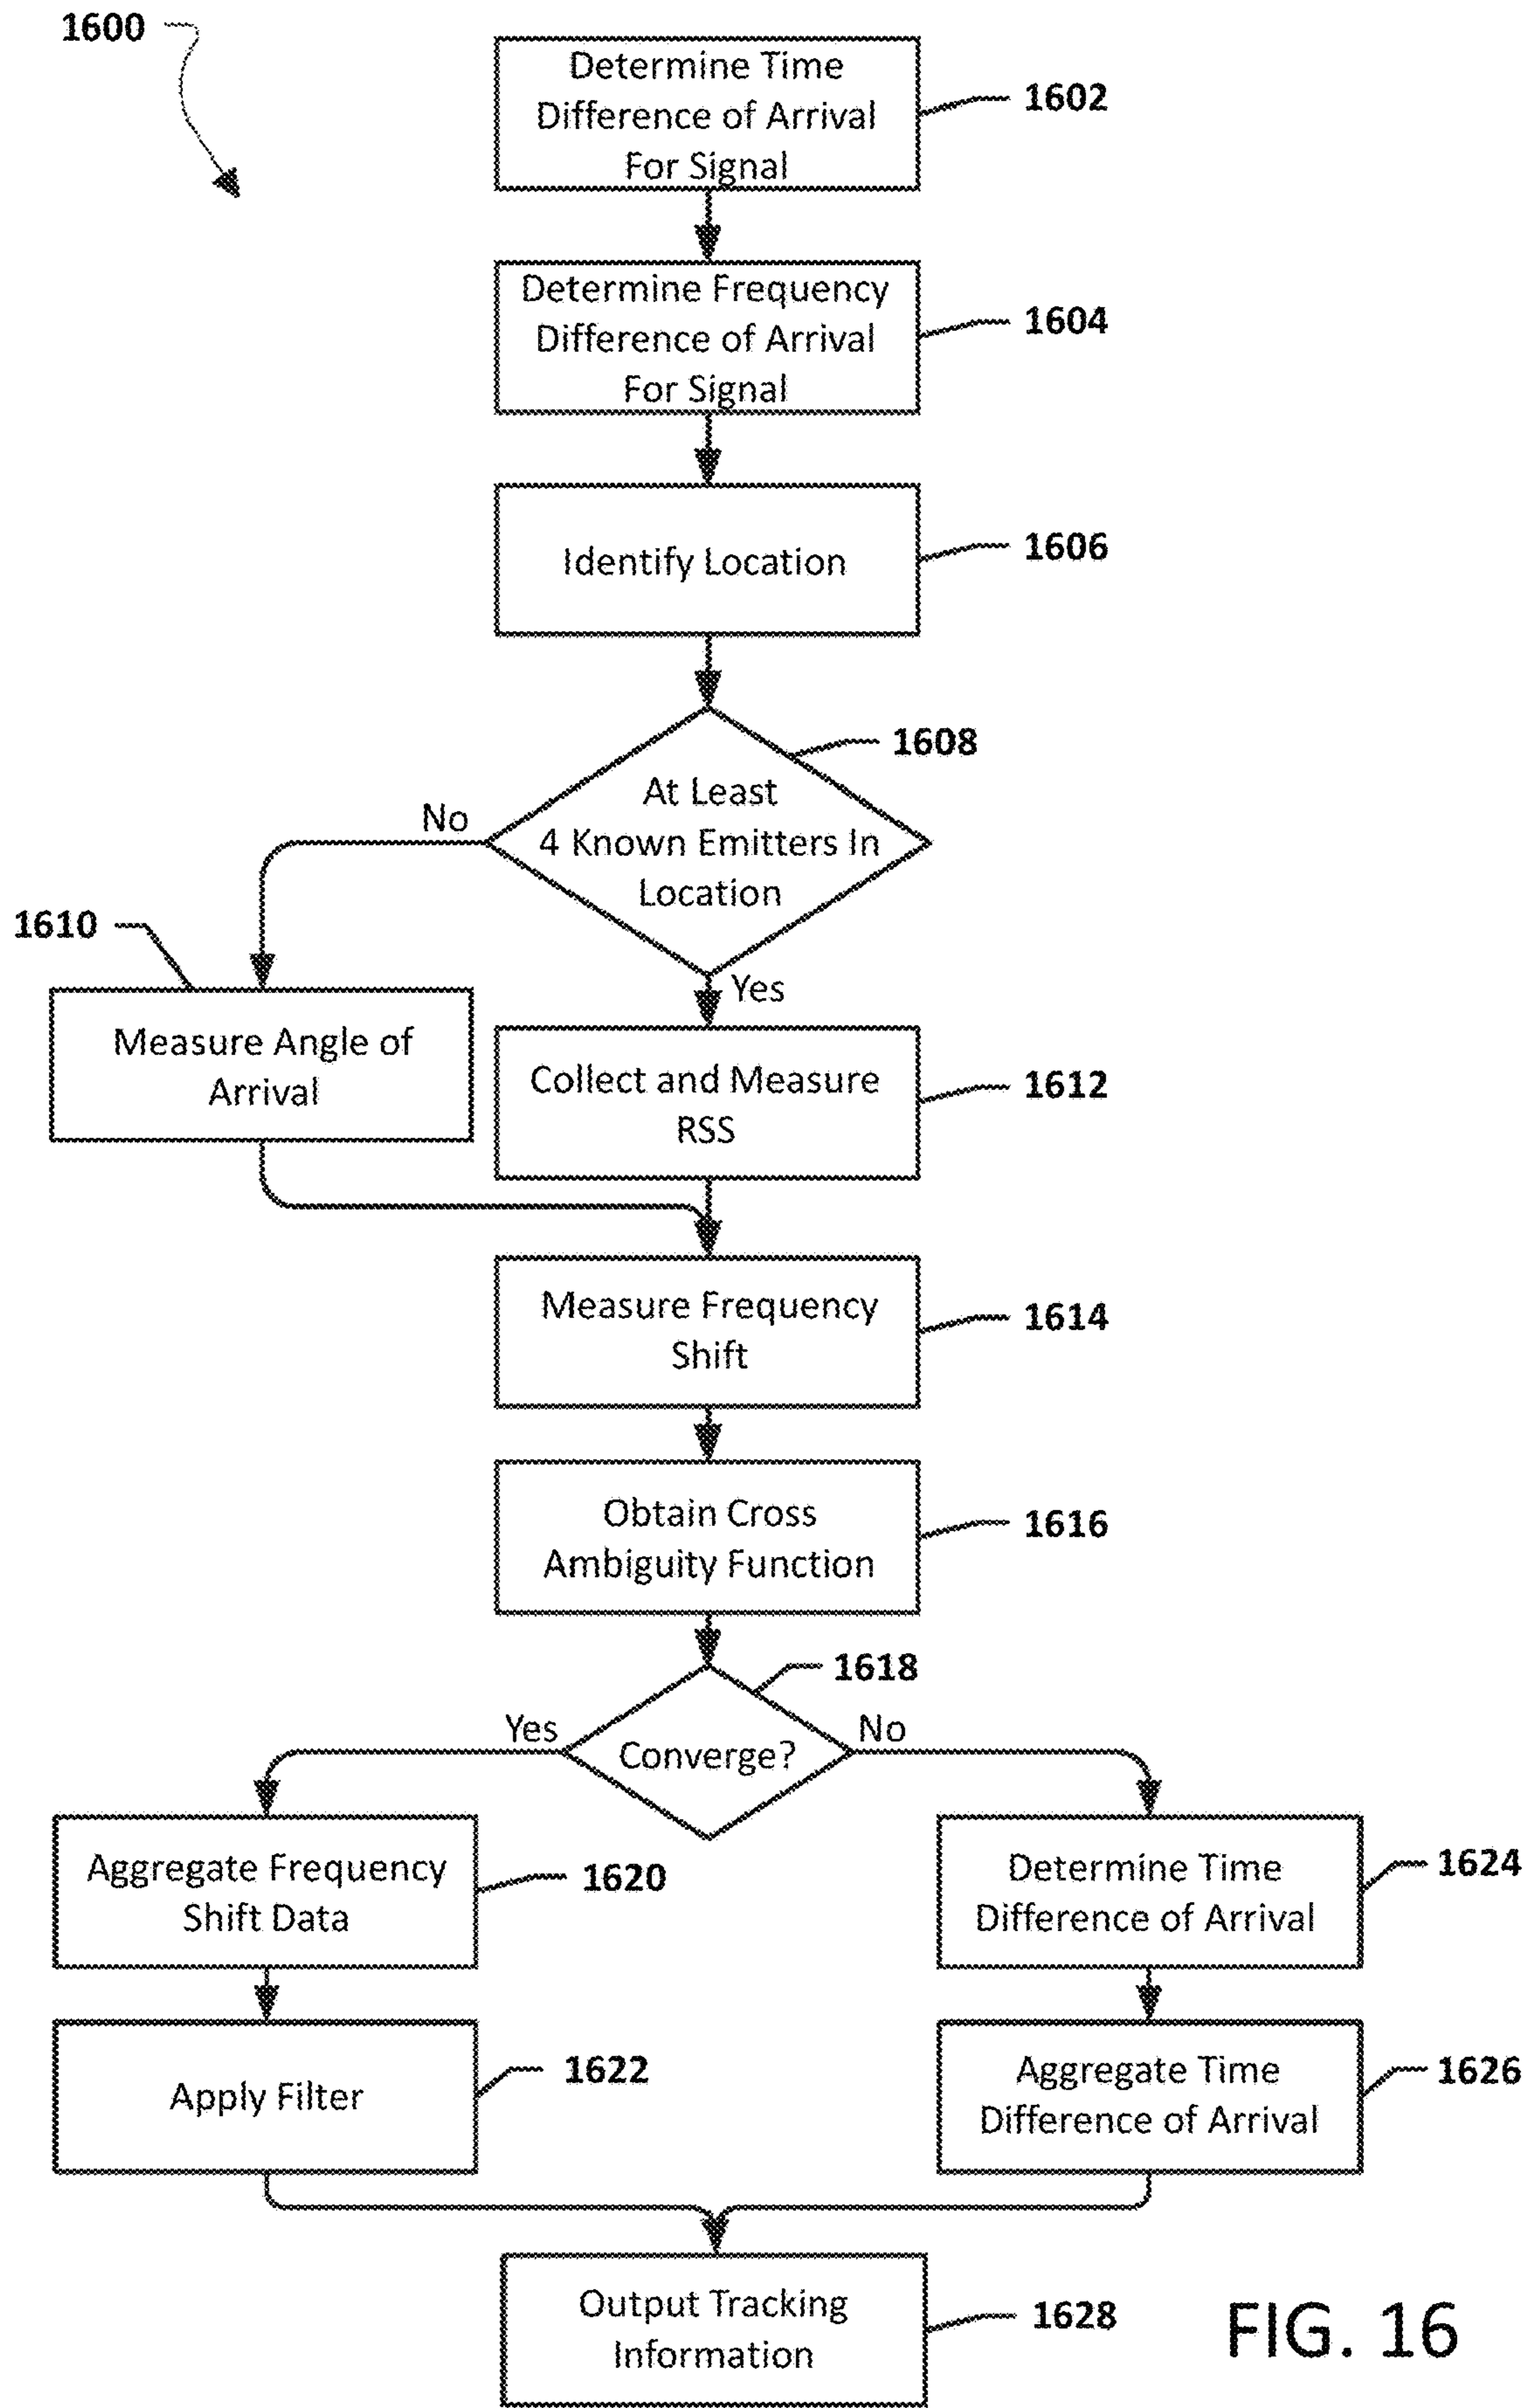 1600
Determine Time
Difference of Arrival
For Signal
1602
Determine Frequency
Difference of Arrival
For Signal
1604
Identify Location
1606
1608
At Least
4 Known Emitters In
Location
No
Yes
1610
Measure Angle of
Arrival
Collect and Measure
RSS
1612
Measure Frequency
Shift
1614
Obtain Cross
Ambiguity Function
1616
1618
Converge?
Yes
No
Aggregate Frequency
Shift Data
1620
Determine Time
Difference of Arrival
1624
Apply Filter
1622
Aggregate Time
Difference of Arrival
1626
Output Tracking
Information
1628
FIG. 16